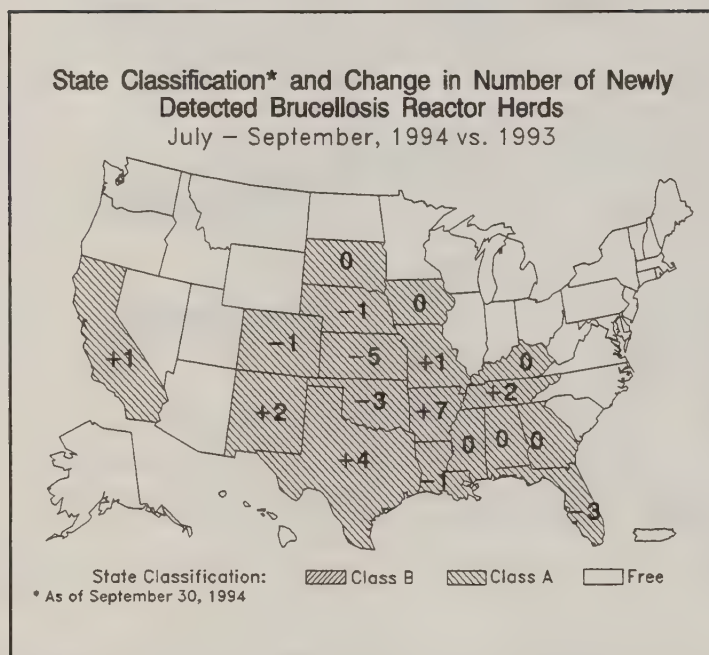 State Classification* and Change in Number of Newly
Detected Brucellosis Reactor Herds
July – September, 1994 vs. 1993
0
-1
0
+1
-1
-5
+1
0
+2
+2
-3
+7
0
0
0
+4
-1
-3
State Classification:
Class B
Class A
Free
* As of September 30, 1994